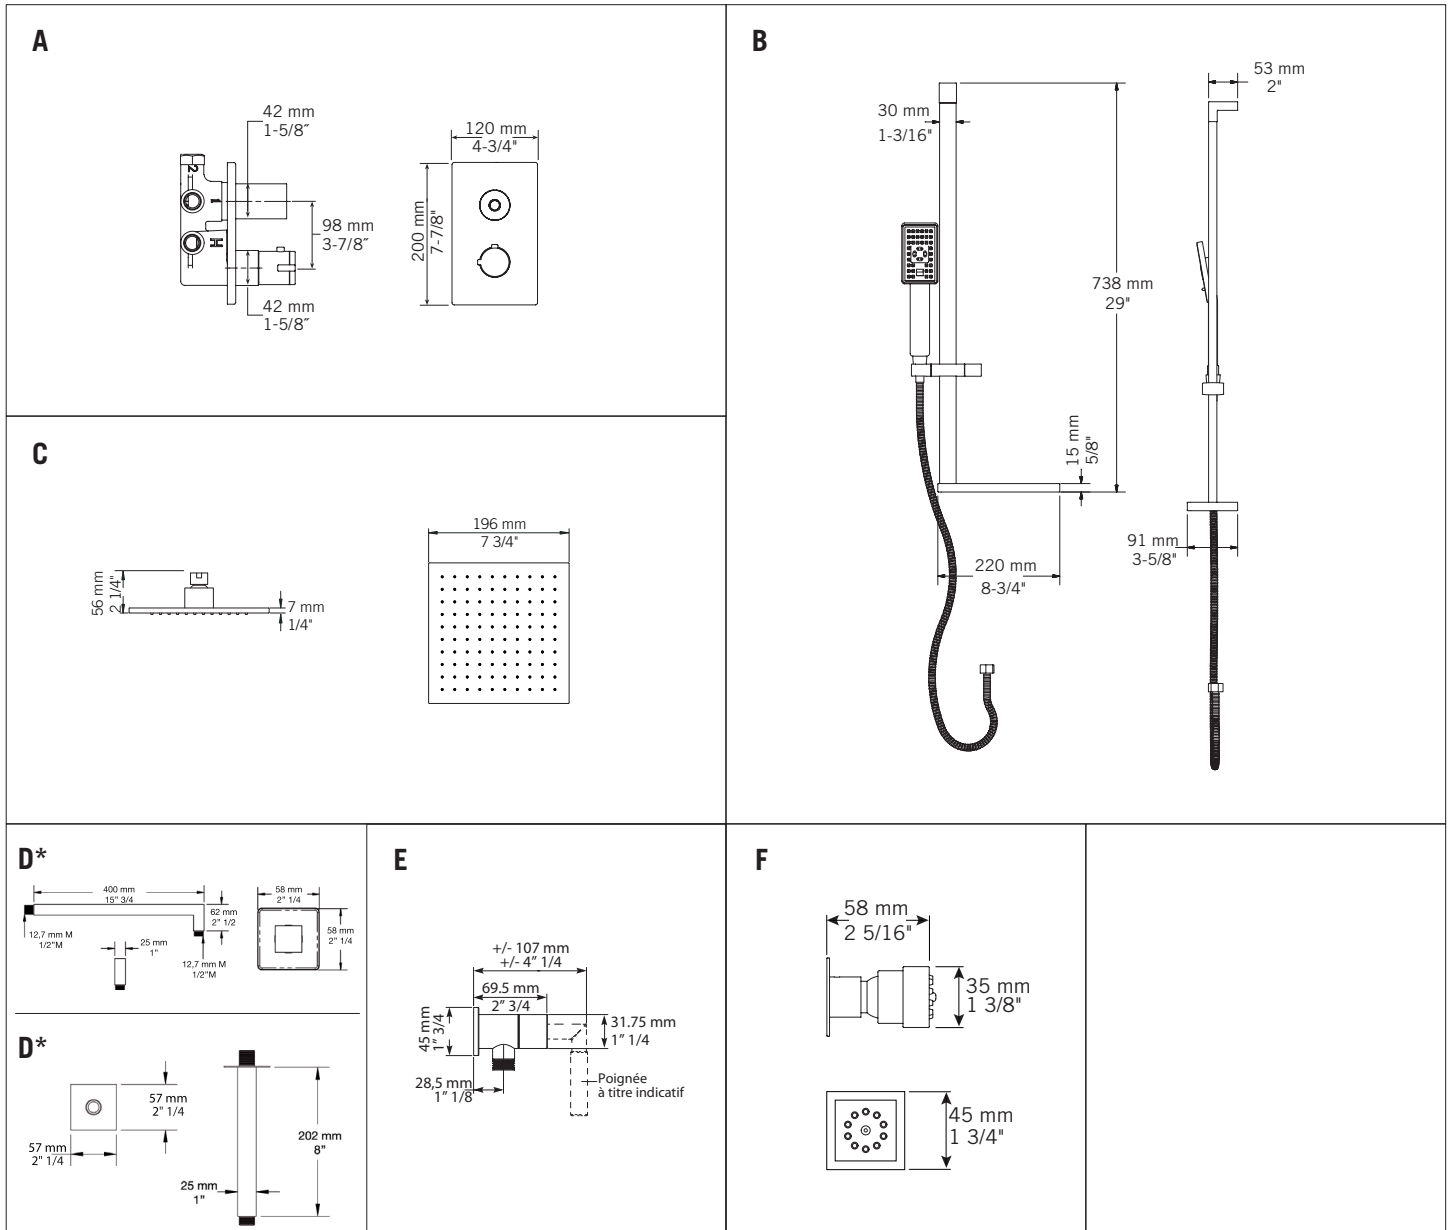 A
42 mm
1-5/8″
98 mm
3-7/8″
42 mm
1-5/8″
2
1
H
120 mm
4-3/4"
200 mm
7-7/8"
B
30 mm
1-3/16"
738 mm
29"
15 mm
5/8"
220 mm
8-3/4"
53 mm
2"
91 mm
3-5/8"
C
56 mm
2 1/4"
7 mm
1/4"
196 mm
7 3/4"
D*
400 mm
15" 3/4
62 mm
2" 1/2
12,7 mm M
1/2"M
25 mm
1"
12,7 mm M
1/2"M
58 mm
2" 1/4
58 mm
2" 1/4
D*
57 mm
2" 1/4
57 mm
2" 1/4
202 mm
8"
25 mm
1"
E
+/- 107 mm
+/- 4" 1/4
69.5 mm
2" 3/4
45 mm
1" 3/4
31.75 mm
1" 1/4
28,5 mm
1" 1/8
Poignée
à titre indicatif
F
58 mm
2 5/16"
35 mm
1 3/8"
45 mm
1 3/4"